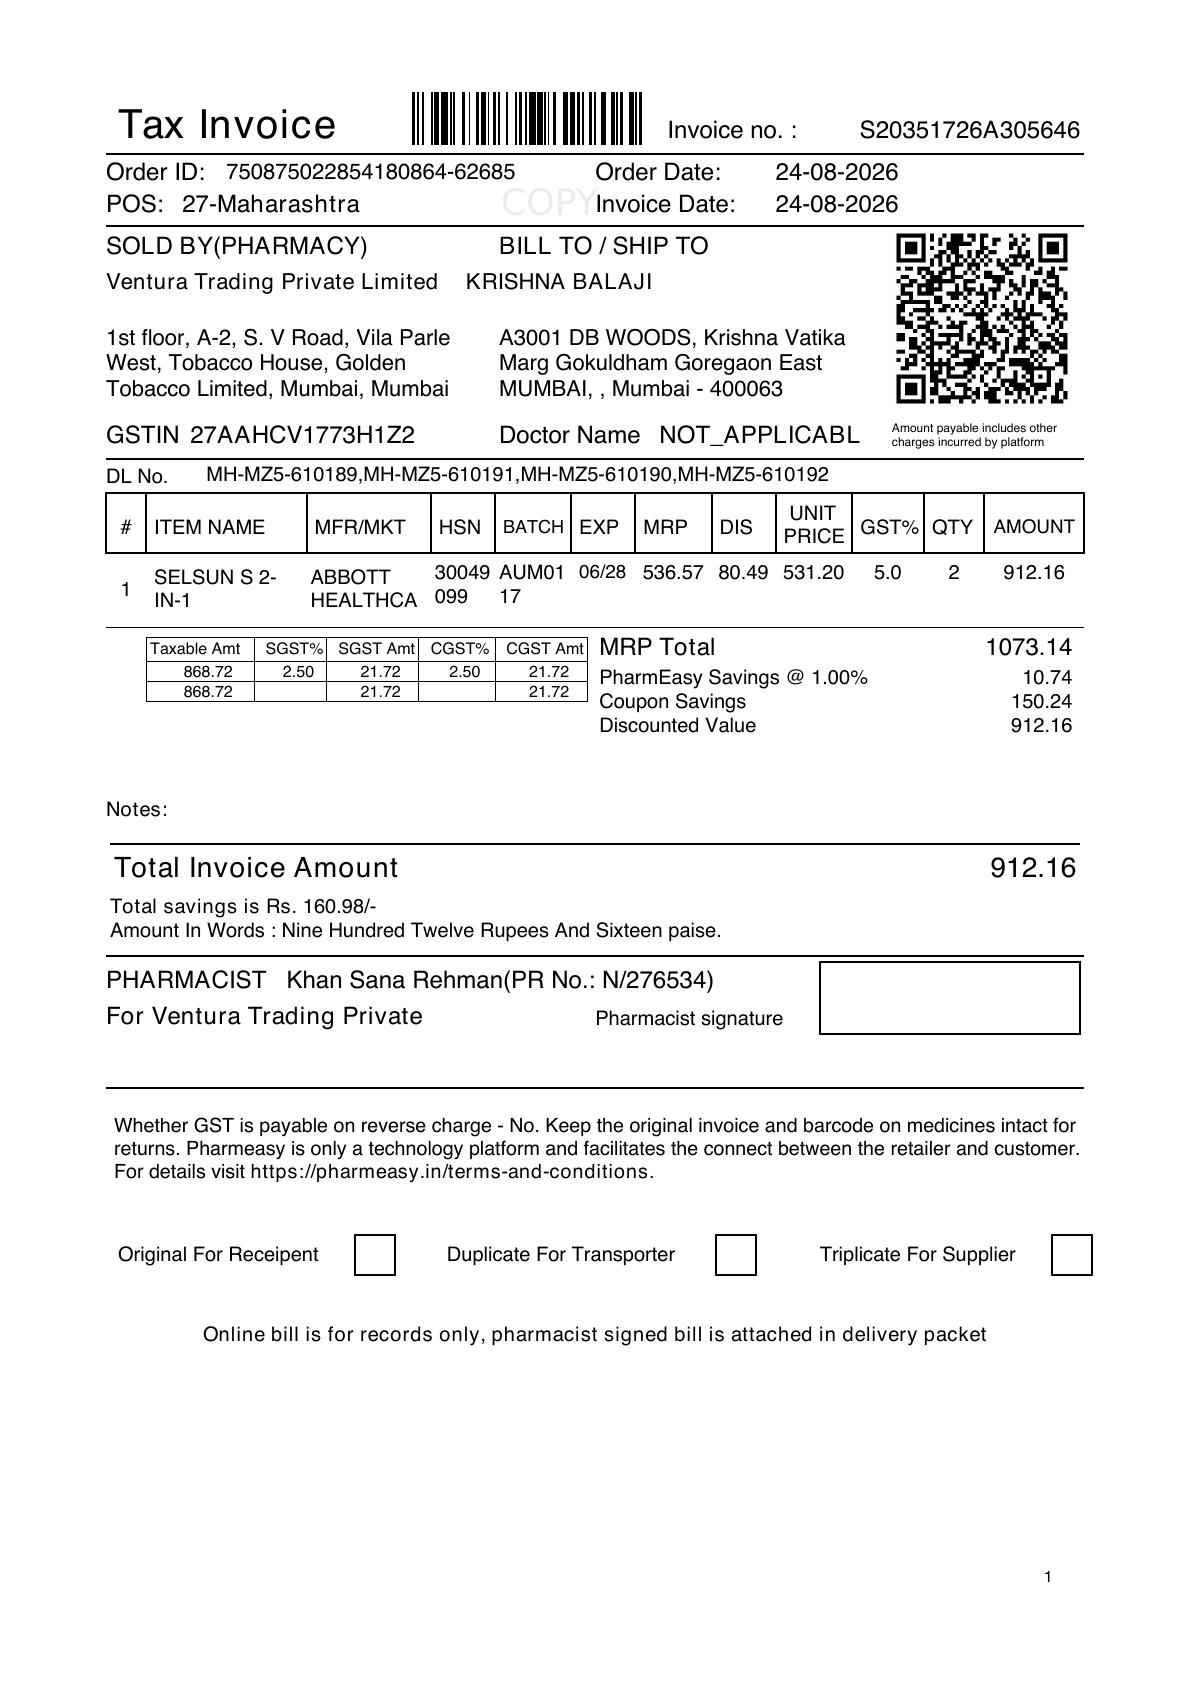 Tax Invoice Invoice no. : S20351726A305646
Order ID: 750875022854180864-62685 Order Date: 24-08-2026
POS: 27-Maharashtra COPY Invoice Date: 24-08-2026
SOLD BY(PHARMACY) BILL TO / SHIP TO
Ventura Trading Private Limited KRISHNA BALAJI
1st floor, A-2, S. V Road, Vila Parle A3001 DB WOODS, Krishna Vatika
West, Tobacco House, Golden Marg Gokuldham Goregaon East
Tobacco Limited, Mumbai, Mumbai MUMBAI, , Mumbai - 400063
GSTIN 27AAHCV1773H1Z2 Doctor Name NOT_APPLICABL Amount payable includes other
charges incurred by platform
DL No. MH-MZ5-610189,MH-MZ5-610191,MH-MZ5-610190,MH-MZ5-610192
# ITEM NAME MFR/MKT HSN BATCH EXP MRP DIS UNIT PRICE GST% QTY AMOUNT
1 SELSUN S 2- ABBOTT 30049 AUM01 06/28 536.57 80.49 531.20 5.0 2 912.16
IN-1 HEALTHCA 099 17
Taxable Amt SGST% SGST Amt CGST% CGST Amt MRP Total 1073.14
868.72 2.50 21.72 2.50 21.72 PharmEasy Savings @ 1.00% 10.74
868.72 21.72 21.72 Coupon Savings 150.24
Discounted Value 912.16
Notes:
Total Invoice Amount 912.16
Total savings is Rs. 160.98/-
Amount In Words : Nine Hundred Twelve Rupees And Sixteen paise.
PHARMACIST Khan Sana Rehman(PR No.: N/276534)
For Ventura Trading Private Pharmacist signature
Whether GST is payable on reverse charge - No. Keep the original invoice and barcode on medicines intact for
returns. Pharmeasy is only a technology platform and facilitates the connect between the retailer and customer.
For details visit https://pharmeasy.in/terms-and-conditions.
Original For Receipent Duplicate For Transporter Triplicate For Supplier
Online bill is for records only, pharmacist signed bill is attached in delivery packet
1